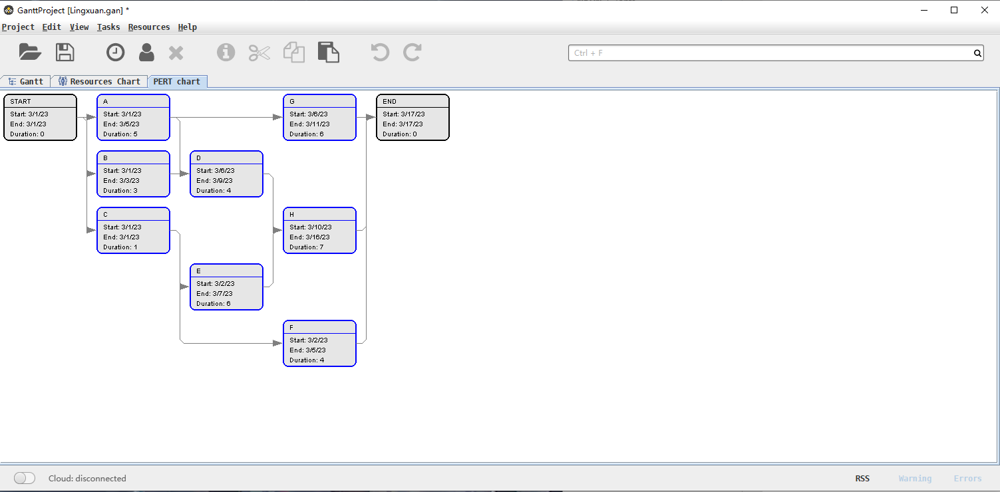 GanttProject [Lingxuan.gan] *
Project Edit View Tasks Resources Help
Ctrl + F
Gantt Resources Chart PERT chart
START
Start: 3/1/23
End: 3/1/23
Duration: 0
A
Start: 3/1/23
End: 3/5/23
Duration: 5
G
Start: 3/6/23
End: 3/11/23
Duration: 6
END
Start: 3/17/23
End: 3/17/23
Duration: 0
B
Start: 3/1/23
End: 3/3/23
Duration: 3
D
Start: 3/6/23
End: 3/9/23
Duration: 4
C
Start: 3/1/23
End: 3/1/23
Duration: 1
H
Start: 3/10/23
End: 3/16/23
Duration: 7
E
Start: 3/2/23
End: 3/7/23
Duration: 6
F
Start: 3/2/23
End: 3/5/23
Duration: 4
Cloud: disconnected
RSS Warning Errors